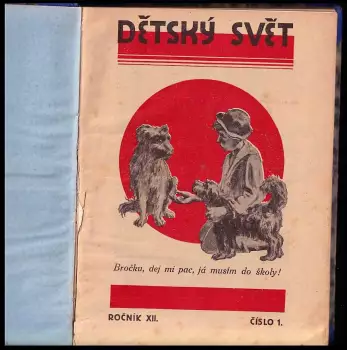 DĚTSKÝ SVĚT
Bročku, dej mi pac, já musím do školy!
ROČNÍK XII.
ČÍSLO 1.